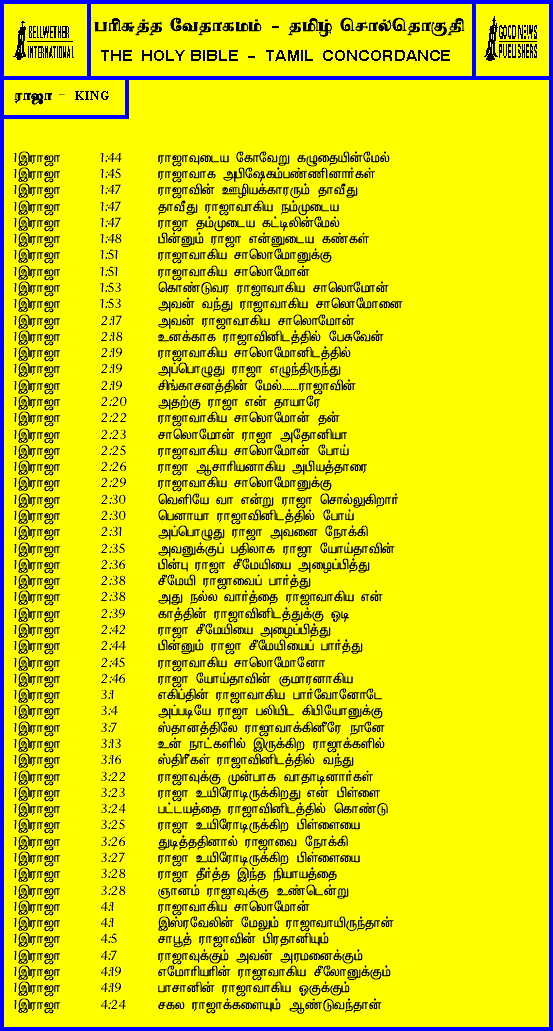 BELLWETHER
INTERNATIONAL
பரிசுத்த வேதாகமம் - தமிழ் சொல்தொகுதி
THE HOLY BIBLE - TAMIL CONCORDANCE
GOOD NEWS
PUBLISHERS
ராஜா - KING
1இராஜா 1:44 ராஜாவுடைய கோவேறு கழுதையின்மேல்
1இராஜா 1:45 ராஜாவாக அபிஷேகம்பண்ணினார்கள்
1இராஜா 1:47 ராஜாவின் ஊழியக்காரரும் தாவீது
1இராஜா 1:47 தாவீது ராஜாவாகிய நம்முடைய
1இராஜா 1:47 ராஜா தம்முடைய கட்டிலின்மேல்
1இராஜா 1:48 பின்னும் ராஜா என்னுடைய கண்கள்
1இராஜா 1:51 ராஜாவாகிய சாலொமோனுக்கு
1இராஜா 1:51 ராஜாவாகிய சாலொமோன்
1இராஜா 1:53 கொண்டுவர ராஜாவாகிய சாலொமோன்
1இராஜா 1:53 அவன் வந்து ராஜாவாகிய சாலொமோனை
1இராஜா 2:17 அவன் ராஜாவாகிய சாலொமோன்
1இராஜா 2:18 உனக்காக ராஜாவினிடத்தில் பேசுவேன்
1இராஜா 2:19 ராஜாவாகிய சாலொமோனிடத்தில்
1இராஜா 2:19 அப்பொழுது ராஜா எழுந்திருந்து
1இராஜா 2:19 சிங்காசனத்தின் மேல்.......ராஜாவின்
1இராஜா 2:20 அதற்கு ராஜா என் தாயாரே
1இராஜா 2:22 ராஜாவாகிய சாலொமோன் தன்
1இராஜா 2:23 சாலொமோன் ராஜா அதோனியா
1இராஜா 2:25 ராஜாவாகிய சாலொமோன் போய்
1இராஜா 2:26 ராஜா ஆசாரியனாகிய அபியத்தாரை
1இராஜா 2:29 ராஜாவாகிய சாலொமோனுக்கு
1இராஜா 2:30 வெளியே வா என்று ராஜா சொல்லுகிறார்
1இராஜா 2:30 பெனாயா ராஜாவினிடத்தில் போய்
1இராஜா 2:31 அப்பொழுது ராஜா அவனை நோக்கி
1இராஜா 2:35 அவனுக்குப் பதிலாக ராஜா யோய்தாவின்
1இராஜா 2:36 பின்பு ராஜா சீமேயியை அழைப்பித்து
1இராஜா 2:38 சீமேயி ராஜாவைப் பார்த்து
1இராஜா 2:38 அது நல்ல வார்த்தை ராஜாவாகிய என்
1இராஜா 2:39 காத்தின் ராஜாவினிடத்துக்கு ஓடி
1இராஜா 2:42 ராஜா சீமேயியை அழைப்பித்து
1இராஜா 2:44 பின்னும் ராஜா சீமேயியைப் பார்த்து
1இராஜா 2:45 ராஜாவாகிய சாலொமோனோ
1இராஜா 2:46 ராஜா யோய்தாவின் குமாரனாகிய
1இராஜா 3:1 எகிப்தின் ராஜாவாகிய பார்வோனோடே
1இராஜா 3:4 அப்படியே ராஜா பலியிட கிபியோனுக்கு
1இராஜா 3:7 ஸ்தானத்திலே ராஜாவாக்கினீரே நானே
1இராஜா 3:13 உன் நாட்களில் இருக்கிற ராஜாக்களில்
1இராஜா 3:16 ஸ்திரீகள் ராஜாவினிடத்தில் வந்து
1இராஜா 3:22 ராஜாவுக்கு முன்பாக வாதாடினார்கள்
1இராஜா 3:23 ராஜா உயிரோடிருக்கிறது என் பிள்ளை
1இராஜா 3:24 பட்டயத்தை ராஜாவினிடத்தில் கொண்டு
1இராஜா 3:25 ராஜா உயிரோடிருக்கிற பிள்ளையை
1இராஜா 3:26 துடித்ததினால் ராஜாவை நோக்கி
1இராஜா 3:27 ராஜா உயிரோடிருக்கிற பிள்ளையை
1இராஜா 3:28 ராஜா தீர்த்த இந்த நியாயத்தை
1இராஜா 3:28 ஞானம் ராஜாவுக்கு உண்டென்று
1இராஜா 4:1 ராஜாவாகிய சாலொமோன்
1இராஜா 4:1 இஸ்ரவேலின் மேலும் ராஜாவாயிருந்தான்
1இராஜா 4:5 சாபூத் ராஜாவின் பிரதானியும்
1இராஜா 4:7 ராஜாவுக்கும் அவன் அரமனைக்கும்
1இராஜா 4:19 எமோரியரின் ராஜாவாகிய சீலோனுக்கும்
1இராஜா 4:19 பாசானின் ராஜாவாகிய ஒகுக்கும்
1இராஜா 4:24 சகல ராஜாக்களையும் ஆண்டுவந்தான்